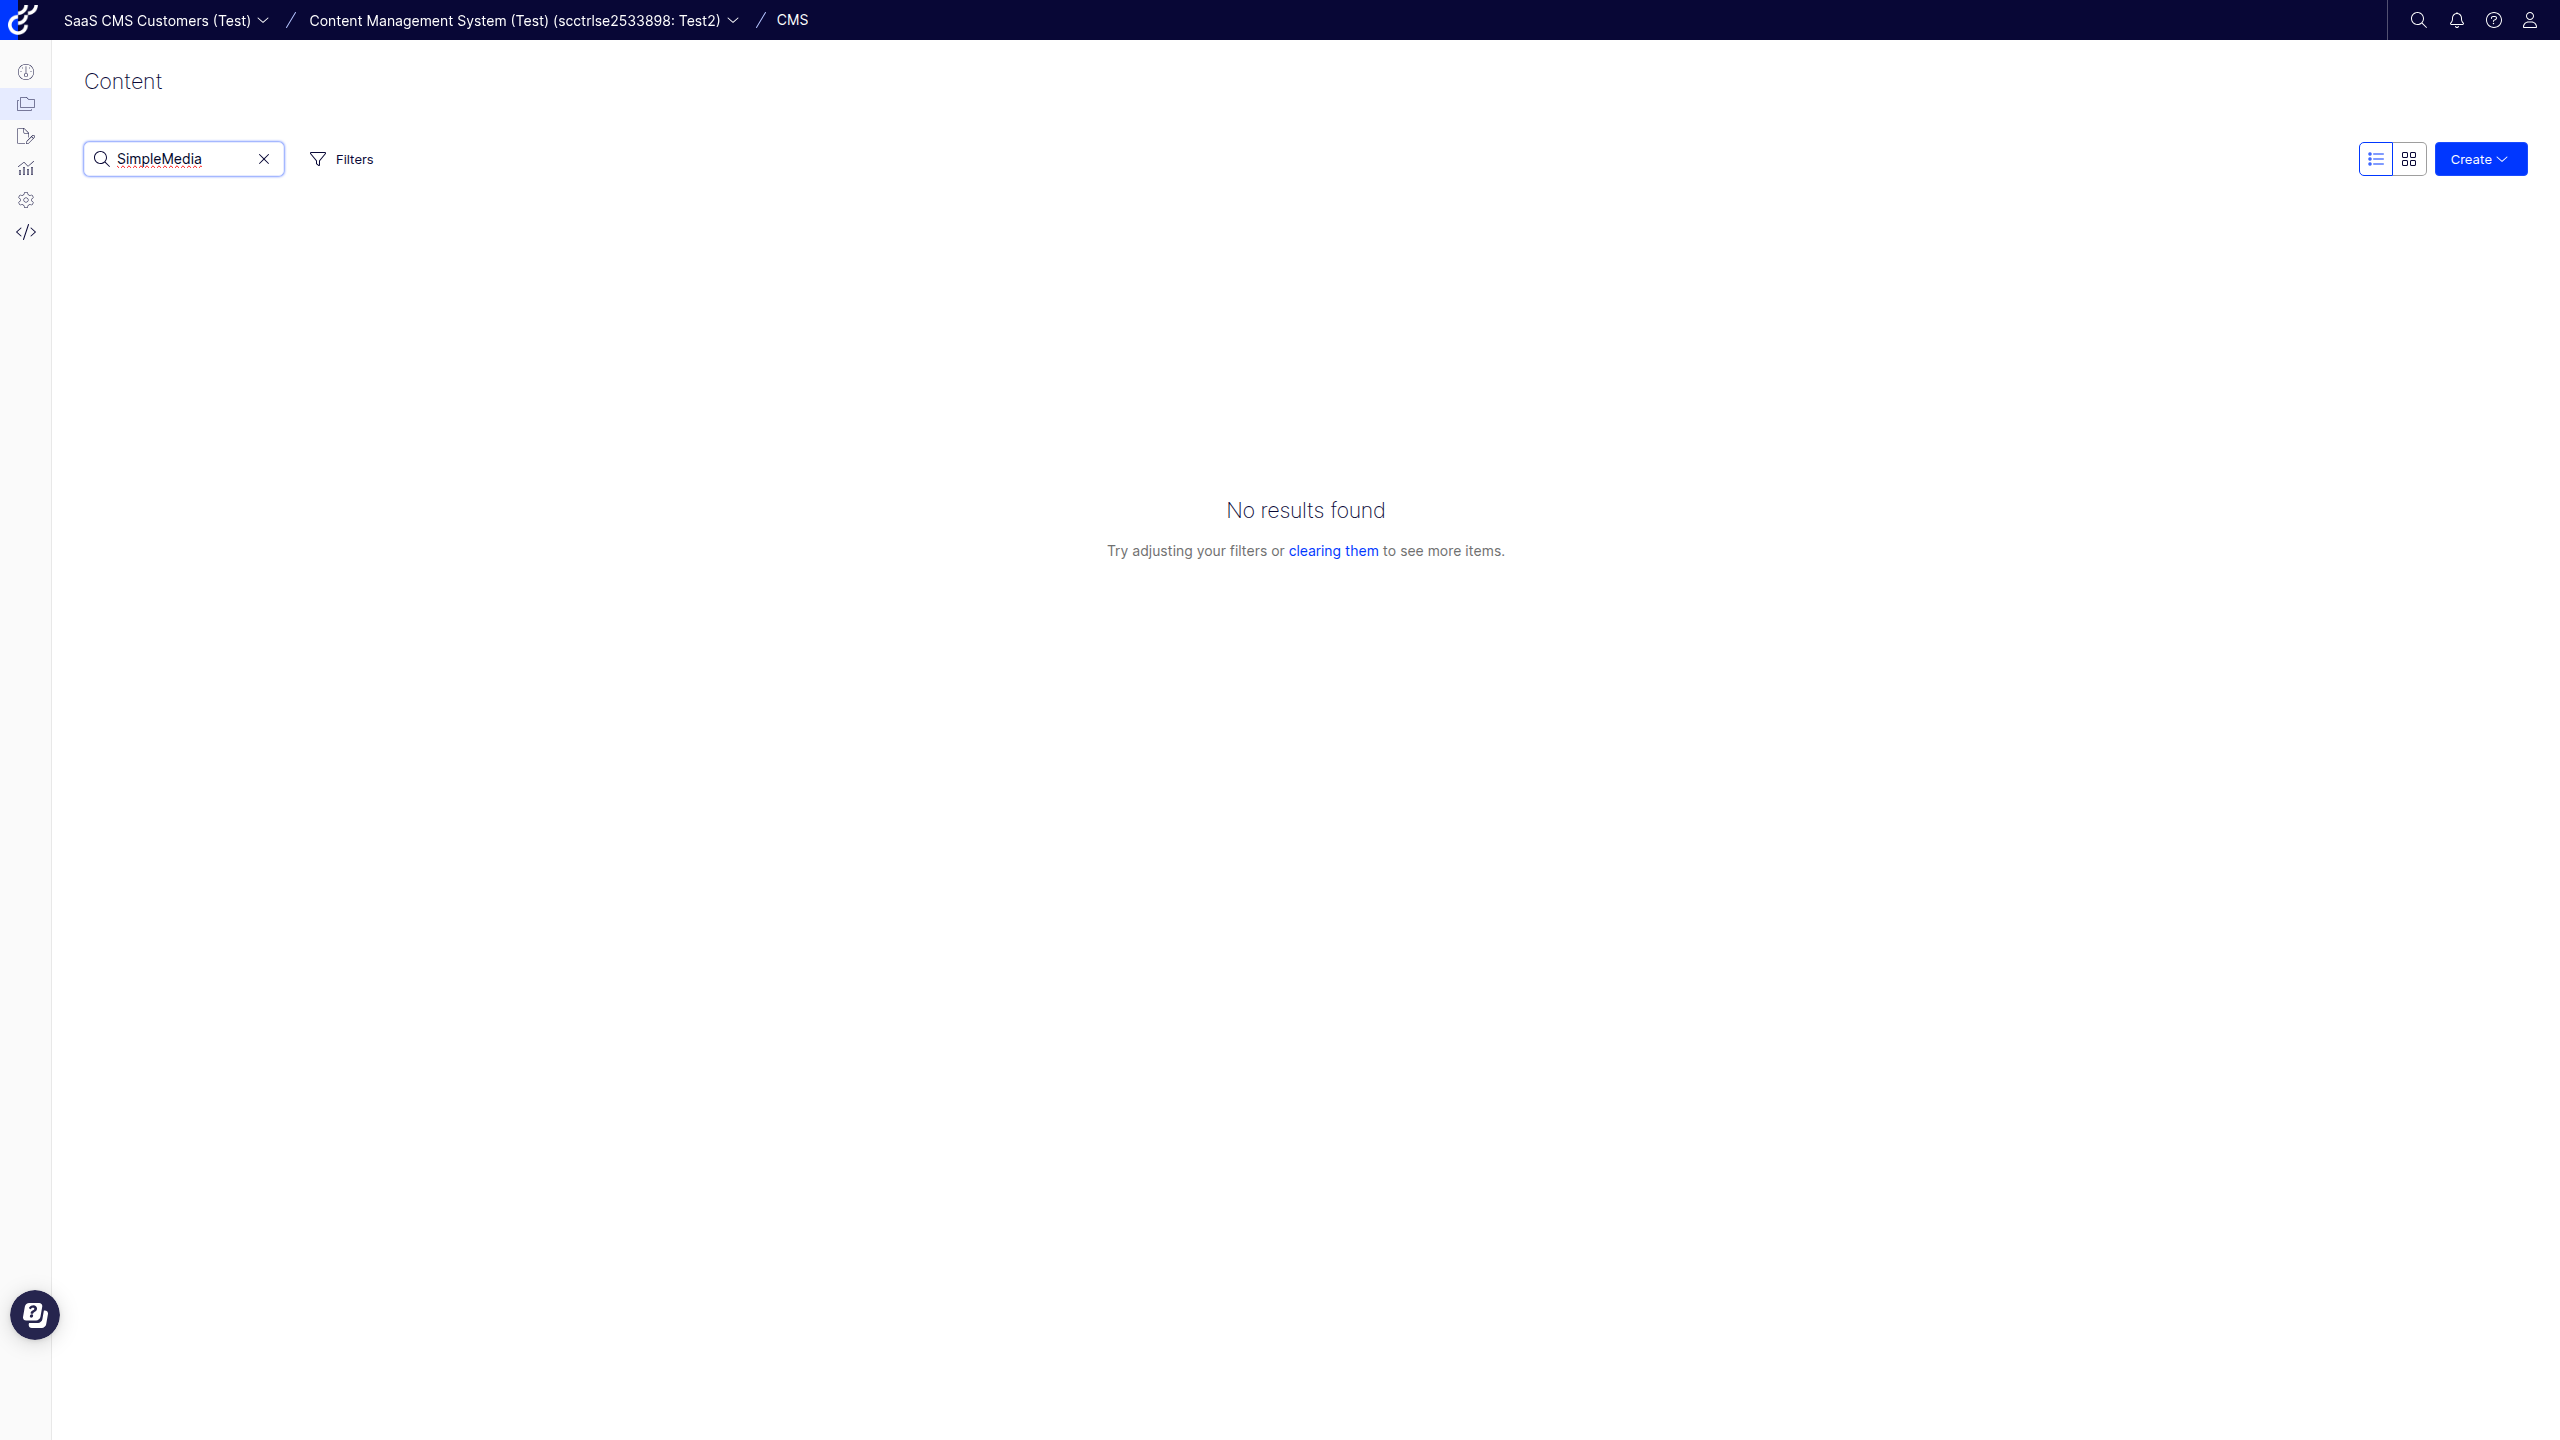 SaaS CMS Customers (Test) / Content Management System (Test) (scctrlse2533898: Test2) / CMS
Content
SimpleMedia Filters Create
No results found
Try adjusting your filters or clearing them to see more items.